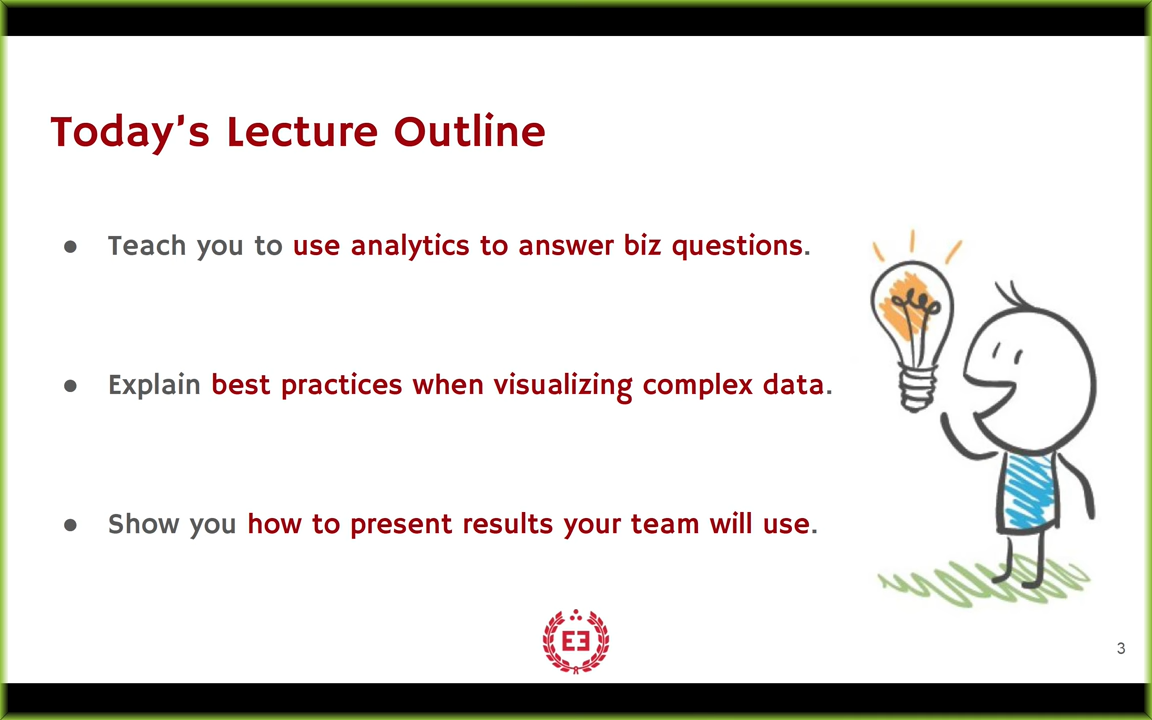 Today's Lecture Outline
● Teach you to use analytics to answer biz questions.
● Explain best practices when visualizing complex data.
● Show you how to present results your team will use.
EƎ
3